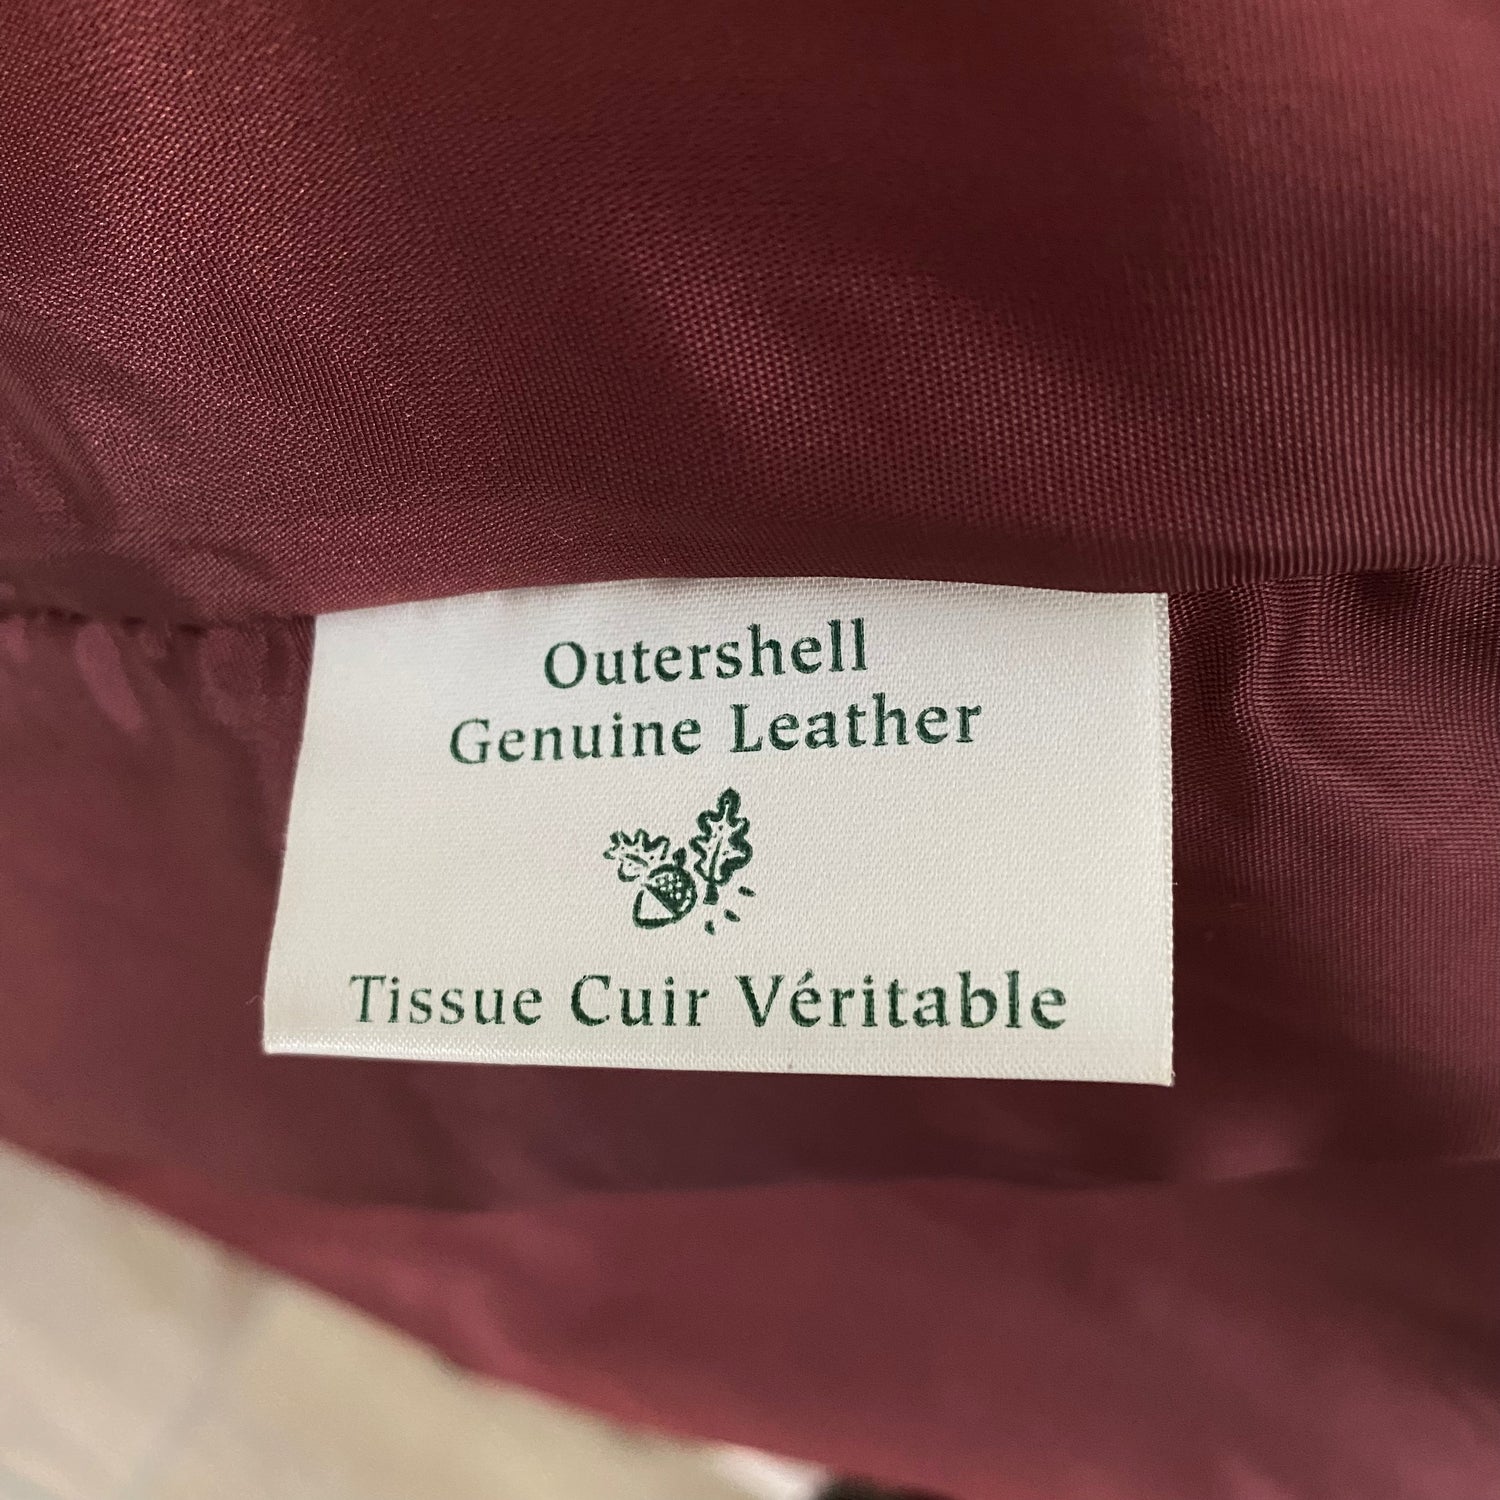 Outershell
Genuine Leather
Tissue Cuir Véritable